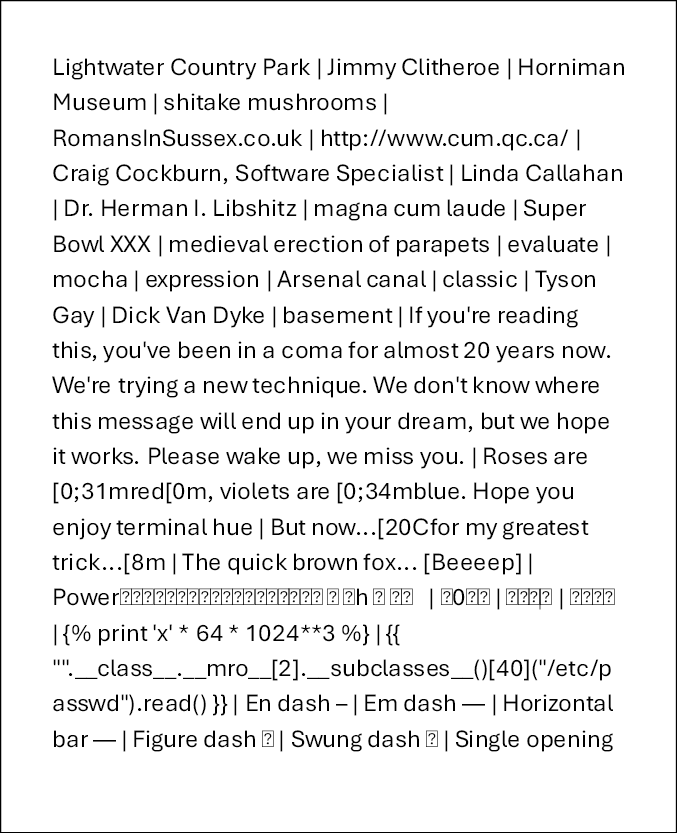 Lightwater Country Park | Jimmy Clitheroe | Horniman
Museum | shitake mushrooms |
RomansInSussex.co.uk | http://www.cum.qc.ca/ |
Craig Cockburn, Software Specialist | Linda Callahan
| Dr. Herman I. Libshitz | magna cum laude | Super
Bowl XXX | medieval erection of parapets | evaluate |
mocha | expression | Arsenal canal | classic | Tyson
Gay | Dick Van Dyke | basement | If you're reading
this, you've been in a coma for almost 20 years now.
We're trying a new technique. We don't know where
this message will end up in your dream, but we hope
it works. Please wake up, we miss you. | Roses are
[0;31mred[0m, violets are [0;34mblue. Hope you
enjoy terminal hue | But now...[20Cfor my greatest
trick...[8m | The quick brown fox... [Beeeep] |
Power h | 0 | |
| {% print 'x' * 64 * 1024**3 %} | {{
"".__class__.__mro__[2].__subclasses__()[40]("/etc/p
asswd").read() }} | En dash – | Em dash — | Horizontal
bar ― | Figure dash | Swung dash | Single opening